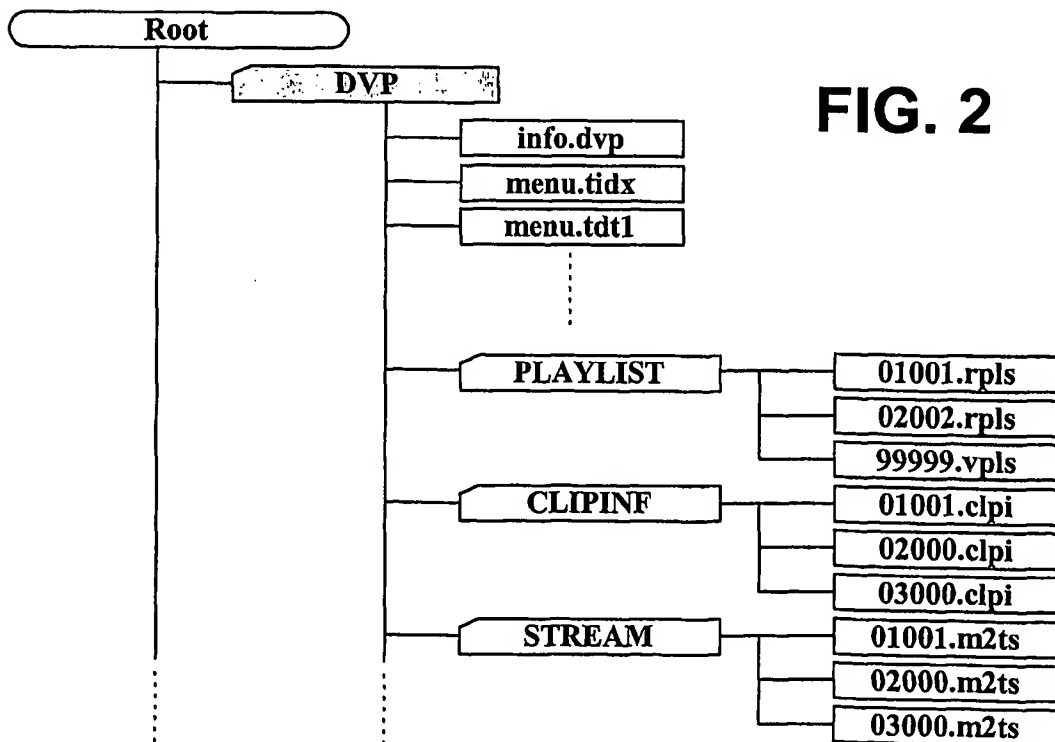 Root
DVP
FIG. 2
info.dvp
menu.tidx
menu.tdt1
PLAYLIST
01001.rpls
02002.rpls
99999.vpls
CLIPINF
01001.clpi
02000.clpi
03000.clpi
STREAM
01001.m2ts
02000.m2ts
03000.m2ts